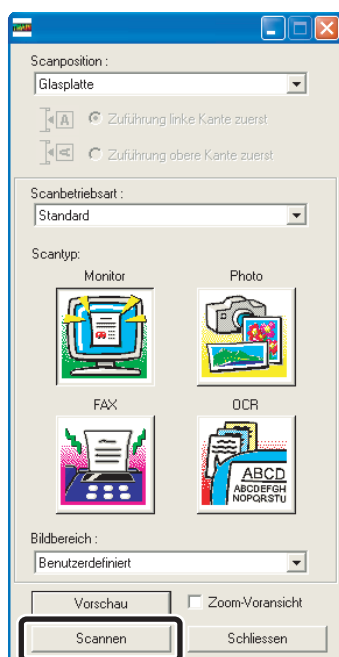 Scanposition :
Glasplatte
A Zuführung linke Kante zuerst
A Zuführung obere Kante zuerst
Scanbetriebsart :
Standard
Scantyp:
Monitor Photo
FAX OCR
ABCD
ABCDEFGH
NOPQRSTU
Bildbereich :
Benutzerdefiniert
Vorschau Zoom-Voransicht
Scannen Schliessen